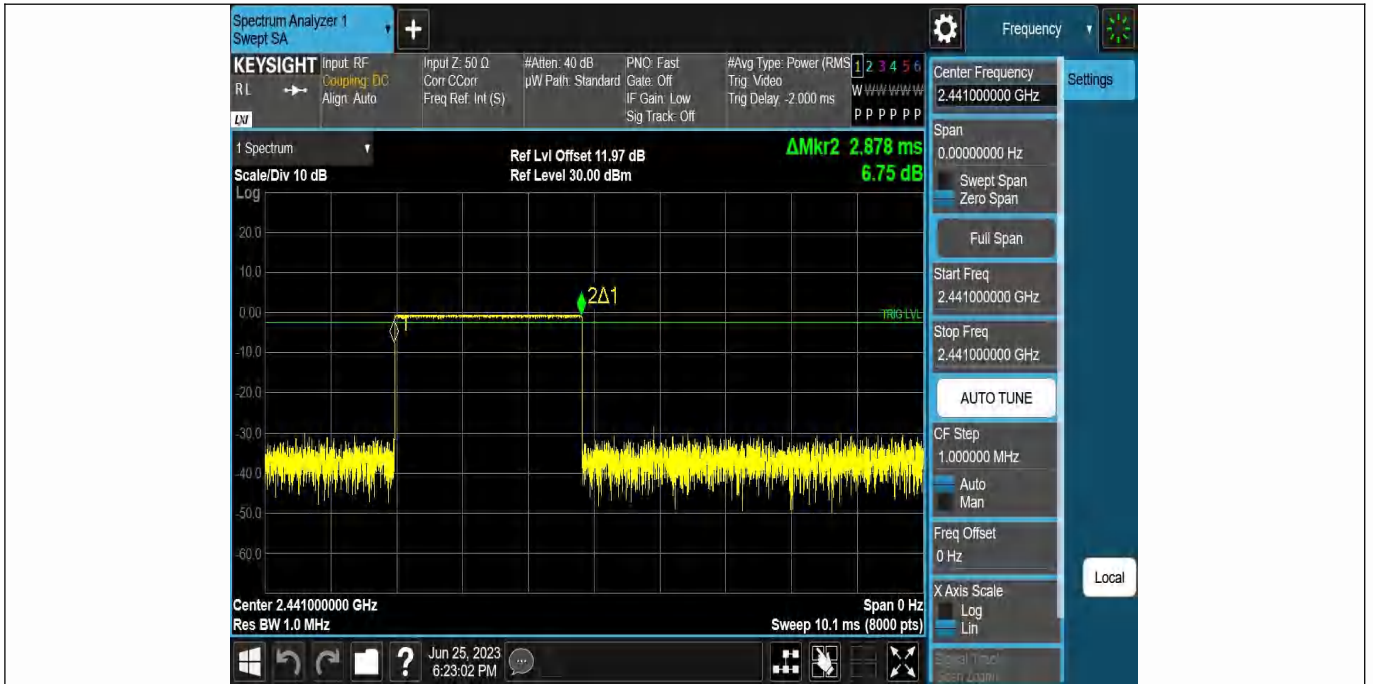 Spectrum Analyzer 1
Swept SA
+
Frequency
KEYSIGHT
R L
LXI
Input: RF
Coupling: DC
Align: Auto
Input Z: 50 Ω
Corr CCorr
Freq Ref: Int (S)
#Atten: 40 dB
µW Path: Standard
PNO: Fast
Gate: Off
IF Gain: Low
Sig Track: Off
#Avg Type: Power (RMS
Trig: Video
Trig Delay: -2.000 ms
1 2 3 4 5 6
W W W W W W
P P P P P P
1 Spectrum
Scale/Div 10 dB
Ref Lvl Offset 11.97 dB
Ref Level 30.00 dBm
ΔMkr2 2.878 ms
6.75 dB
Log
20.0
10.0
0.00
-10.0
-20.0
-30.0
-40.0
-50.0
-60.0
2Δ1
TRIG LVL
Center 2.441000000 GHz
Res BW 1.0 MHz
Span 0 Hz
Sweep 10.1 ms (8000 pts)
Center Frequency
2.441000000 GHz
Settings
Span
0.00000000 Hz
Swept Span
Zero Span
Full Span
Start Freq
2.441000000 GHz
Stop Freq
2.441000000 GHz
AUTO TUNE
CF Step
1.000000 MHz
Auto
Man
Freq Offset
0 Hz
X Axis Scale
Log
Lin
Local
?
Jun 25, 2023
6:23:02 PM